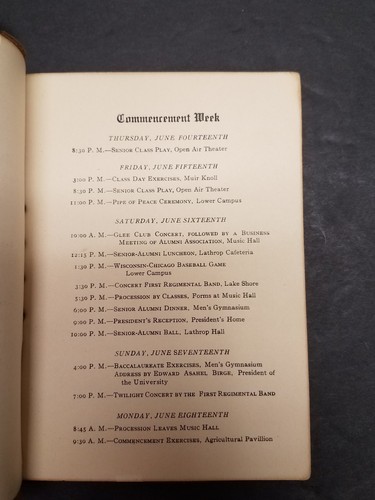 Commencement Week
THURSDAY, JUNE FOURTEENTH
8:30 P. M.—SENIOR CLASS PLAY, Open Air Theater
FRIDAY, JUNE FIFTEENTH
3:00 P. M.—CLASS DAY EXERCISES, Muir Knoll
8:30 P. M.—SENIOR CLASS PLAY, Open Air Theater
11:00 P. M.—PIPE OF PEACE CEREMONY, Lower Campus
SATURDAY, JUNE SIXTEENTH
10:00 A. M.—GLEE CLUB CONCERT, FOLLOWED BY A BUSINESS
MEETING OF ALUMNI ASSOCIATION, Music Hall
12:15 P. M.—SENIOR-ALUMNI LUNCHEON, Lathrop Cafeteria
1:30 P. M.—WISCONSIN-CHICAGO BASEBALL GAME
Lower Campus
3:30 P. M.—CONCERT FIRST REGIMENTAL BAND, Lake Shore
5:30 P. M.—PROCESSION BY CLASSES, Forms at Music Hall
6:00 P. M.—SENIOR ALUMNI DINNER, Men's Gymnasium
9:00 P. M.—PRESIDENT'S RECEPTION, President's Home
10:00 P. M.—SENIOR-ALUMNI BALL, Lathrop Hall
SUNDAY, JUNE SEVENTEENTH
4:00 P. M.—BACCALAUREATE EXERCISES, Men's Gymnasium
ADDRESS BY EDWARD ASAHEL BIRGE, President of
the University
7:00 P. M.—TWILIGHT CONCERT BY THE FIRST REGIMENTAL BAND
MONDAY, JUNE EIGHTEENTH
8:45 A. M.—PROCESSION LEAVES MUSIC HALL
9:30 A. M.—COMMENCEMENT EXERCISES, Agricultural Pavillion